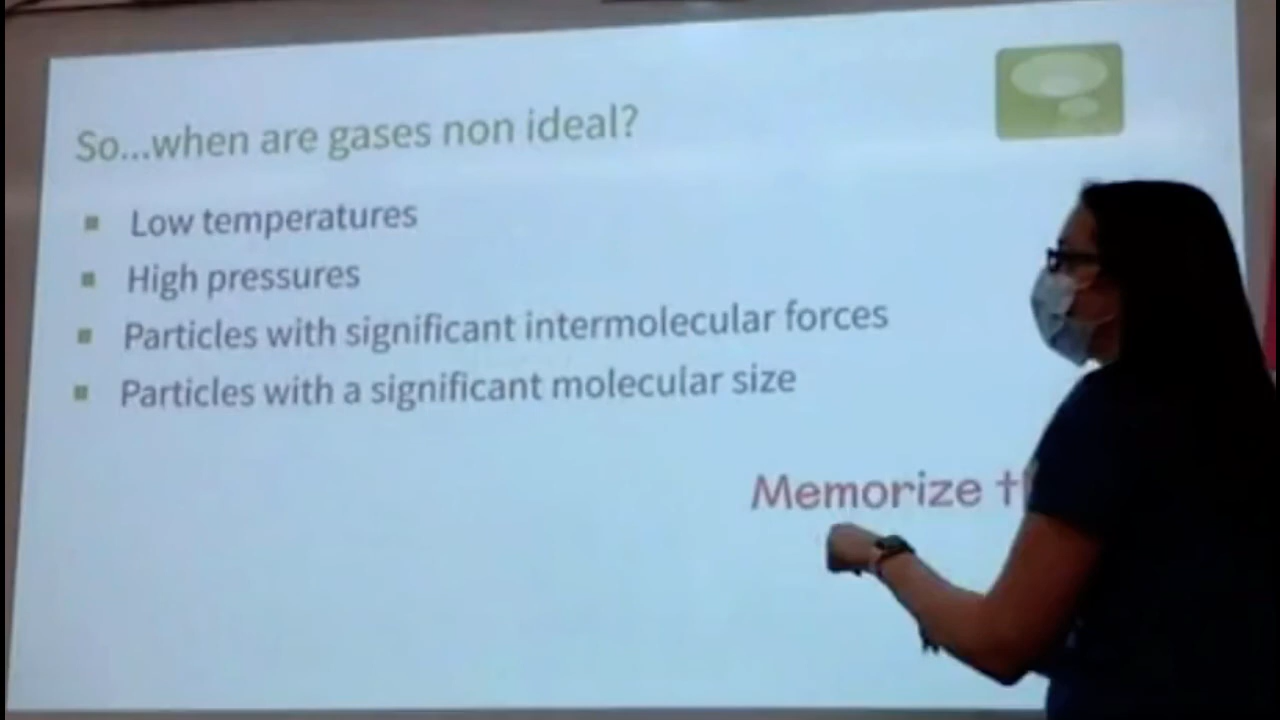 So...when are gases non ideal?
Low temperatures
High pressures
Particles with significant intermolecular forces
Particles with a significant molecular size
Memorize